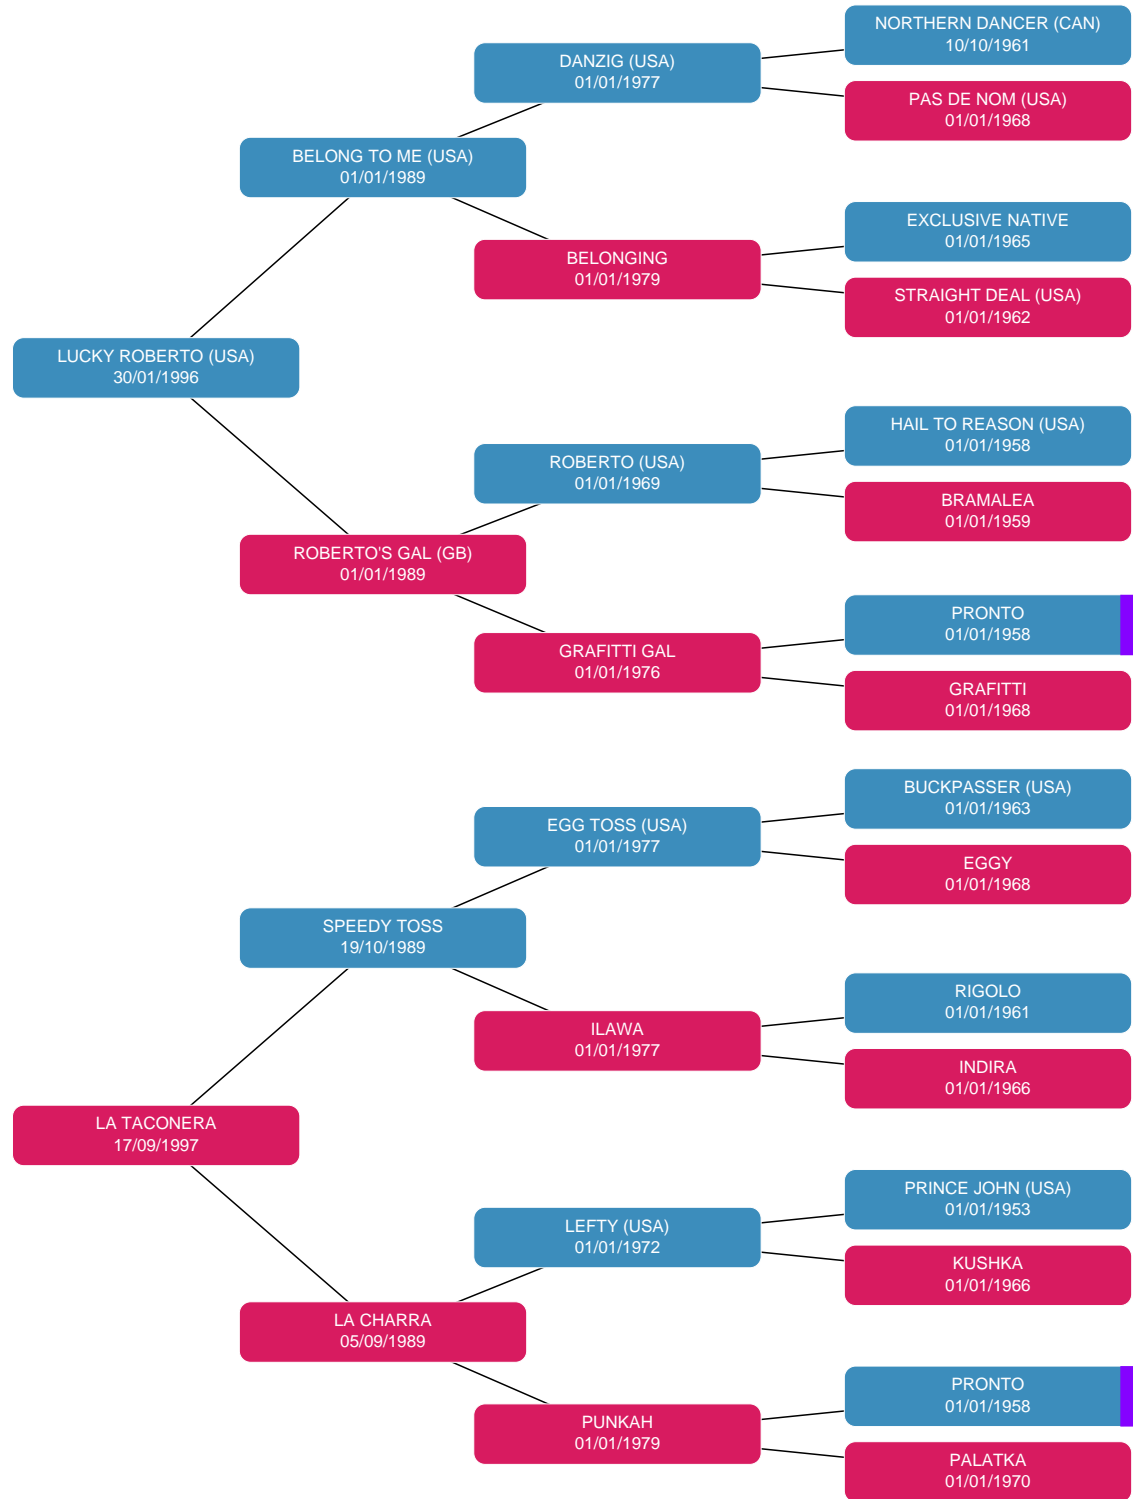 NORTHERN DANCER (CAN)
10/10/1961
DANZIG (USA)
01/01/1977
PAS DE NOM (USA)
01/01/1968
BELONG TO ME (USA)
01/01/1989
EXCLUSIVE NATIVE
01/01/1965
BELONGING
01/01/1979
STRAIGHT DEAL (USA)
01/01/1962
LUCKY ROBERTO (USA)
30/01/1996
HAIL TO REASON (USA)
01/01/1958
ROBERTO (USA)
01/01/1969
BRAMALEA
01/01/1959
ROBERTO'S GAL (GB)
01/01/1989
PRONTO
01/01/1958
GRAFITTI GAL
01/01/1976
GRAFITTI
01/01/1968
BUCKPASSER (USA)
01/01/1963
EGG TOSS (USA)
01/01/1977
EGGY
01/01/1968
SPEEDY TOSS
19/10/1989
RIGOLO
01/01/1961
ILAWA
01/01/1977
INDIRA
01/01/1966
LA TACONERA
17/09/1997
PRINCE JOHN (USA)
01/01/1953
LEFTY (USA)
01/01/1972
KUSHKA
01/01/1966
LA CHARRA
05/09/1989
PRONTO
01/01/1958
PUNKAH
01/01/1979
PALATKA
01/01/1970